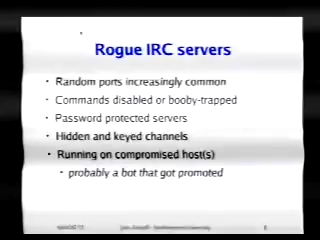 Rogue IRC servers
· Random ports increasingly common
· Commands disabled or booby-trapped
· Password protected servers
· Hidden and keyed channels
· Running on compromised host(s)
· probably a bot that got promoted